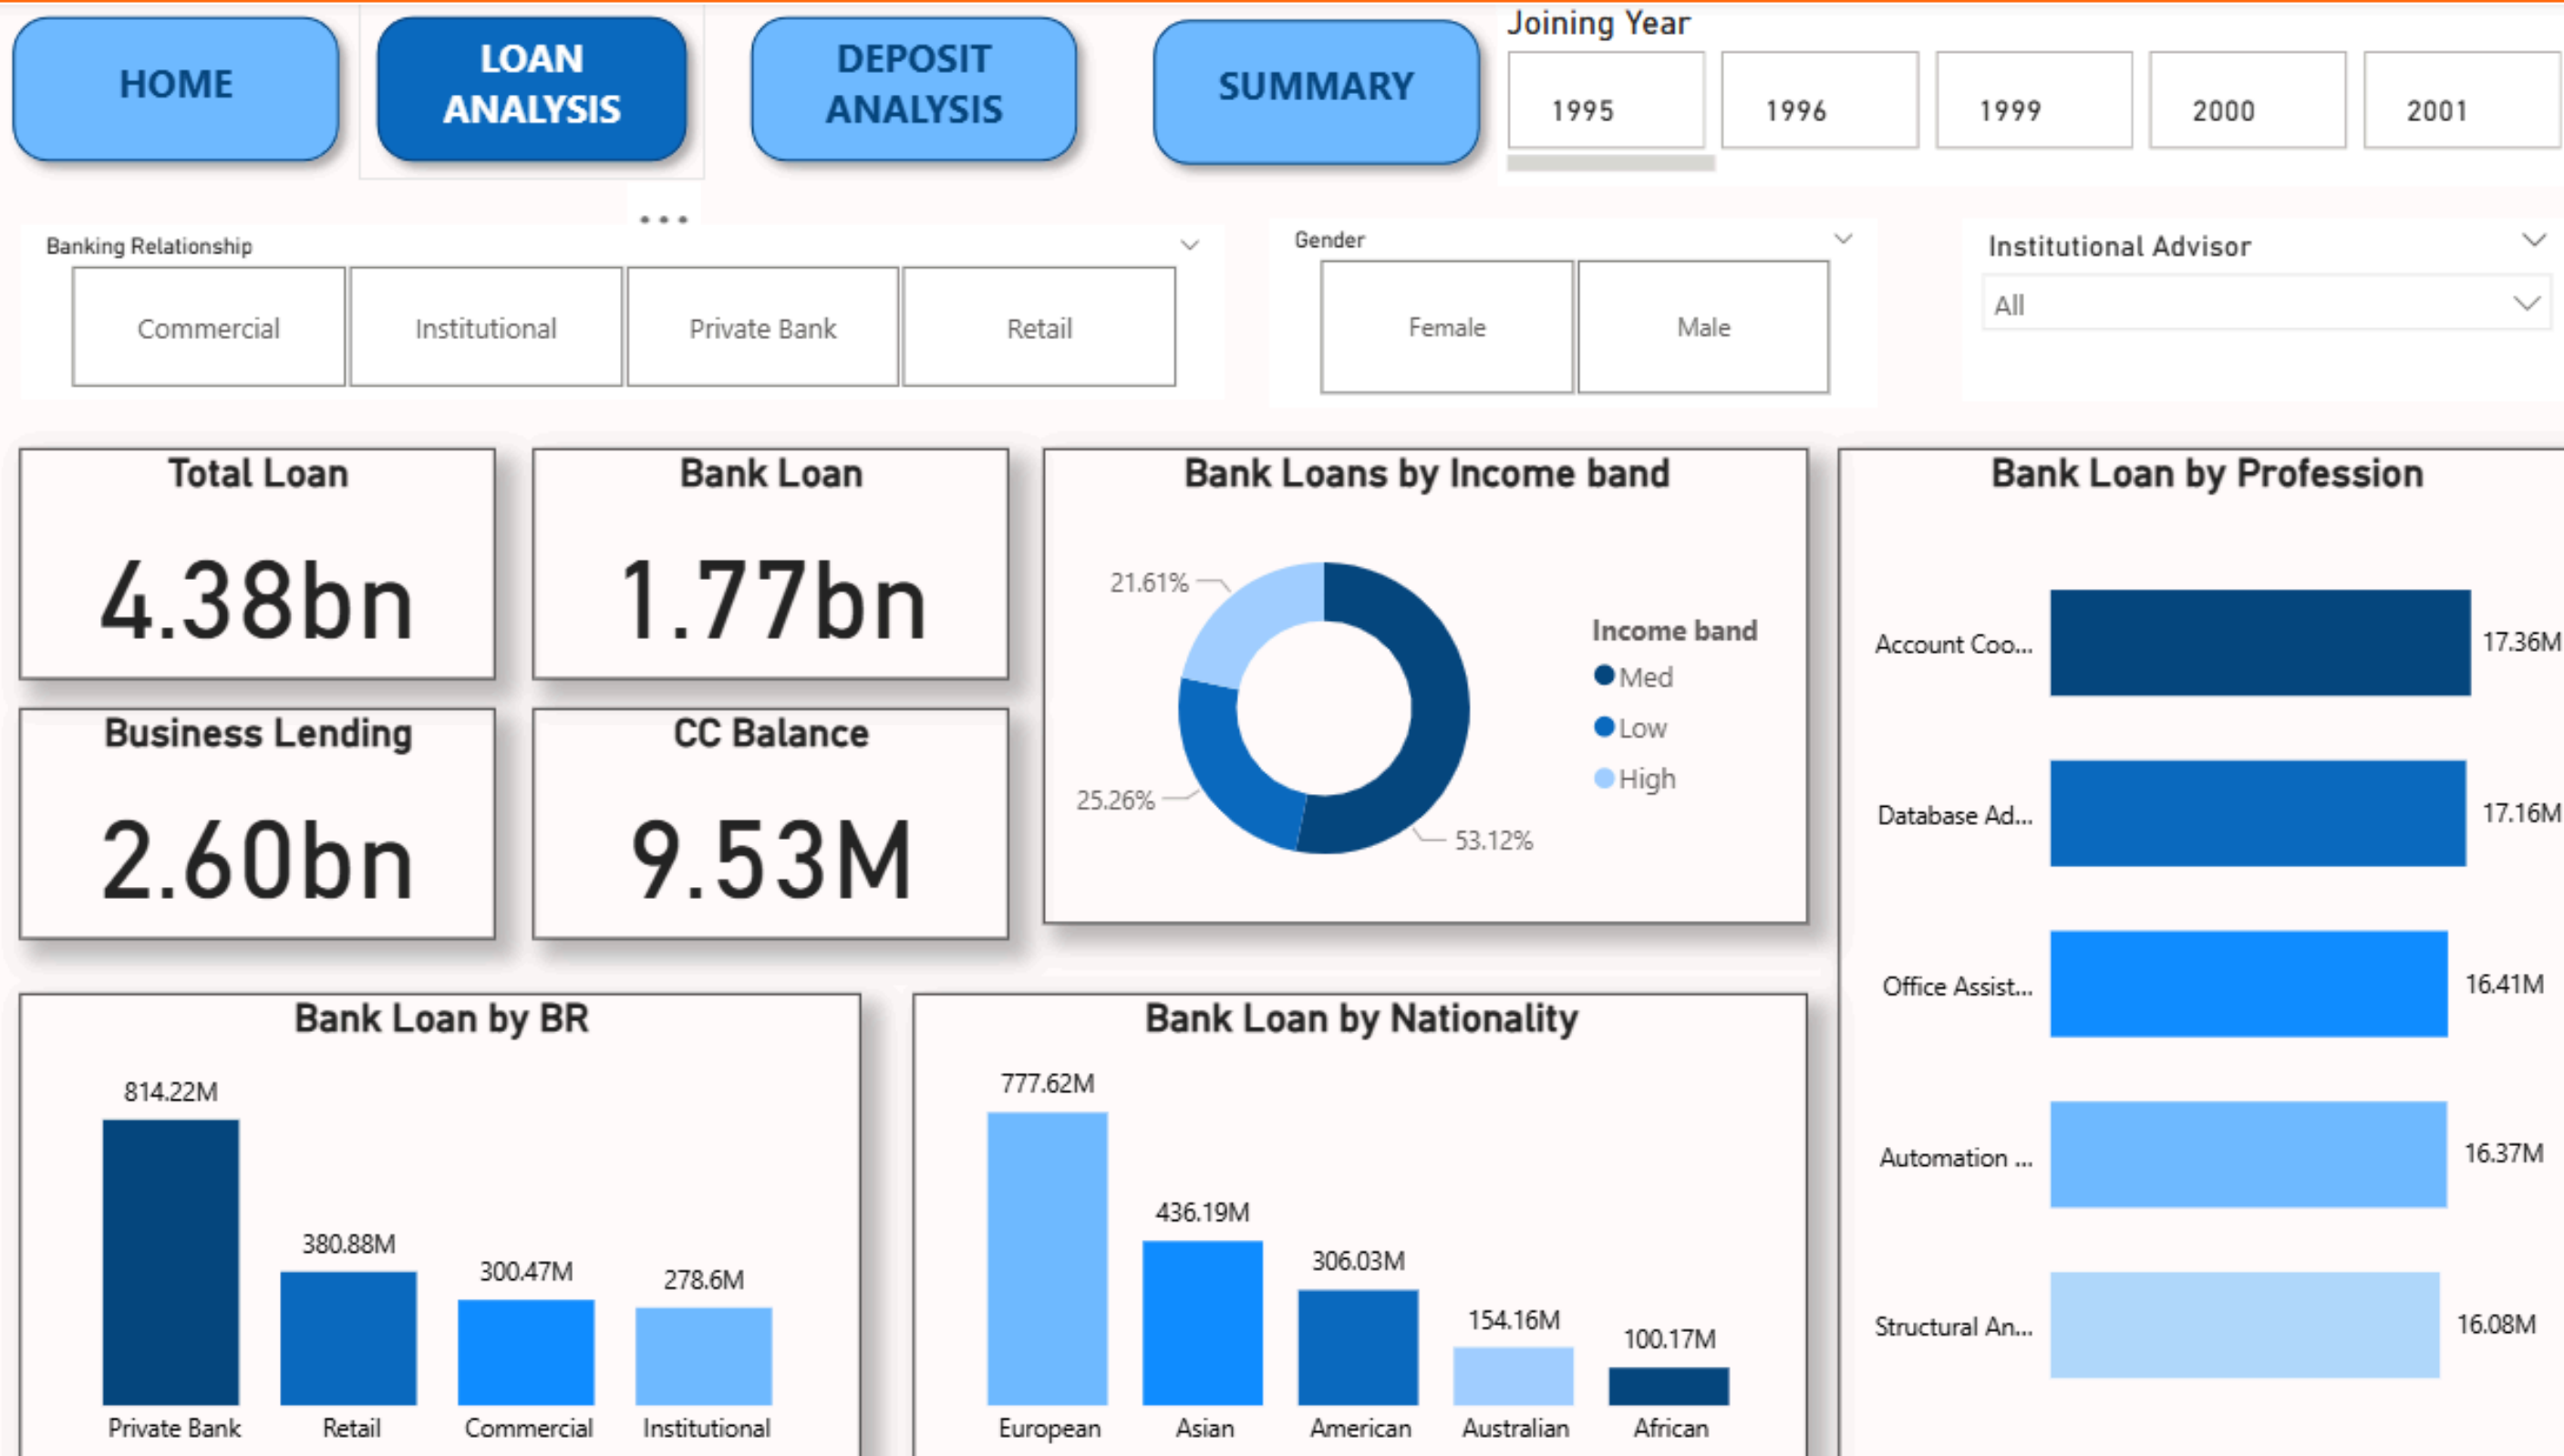 HOME
LOAN
ANALYSIS
DEPOSIT
ANALYSIS
SUMMARY
Joining Year
1995
1996
1999
2000
2001
Banking Relationship
Commercial
Institutional
Private Bank
Retail
Gender
Female
Male
Institutional Advisor
All
Total Loan
4.38bn
Bank Loan
1.77bn
Business Lending
2.60bn
CC Balance
9.53M
Bank Loans by Income band
21.61%
25.26%
53.12%
Income band
Med
Low
High
Bank Loan by Profession
Account Coo... 17.36M
Database Ad... 17.16M
Office Assist... 16.41M
Automation ... 16.37M
Structural An... 16.08M
Bank Loan by BR
814.22M
380.88M
300.47M
278.6M
Private Bank Retail Commercial Institutional
Bank Loan by Nationality
777.62M
436.19M
306.03M
154.16M
100.17M
European Asian American Australian African